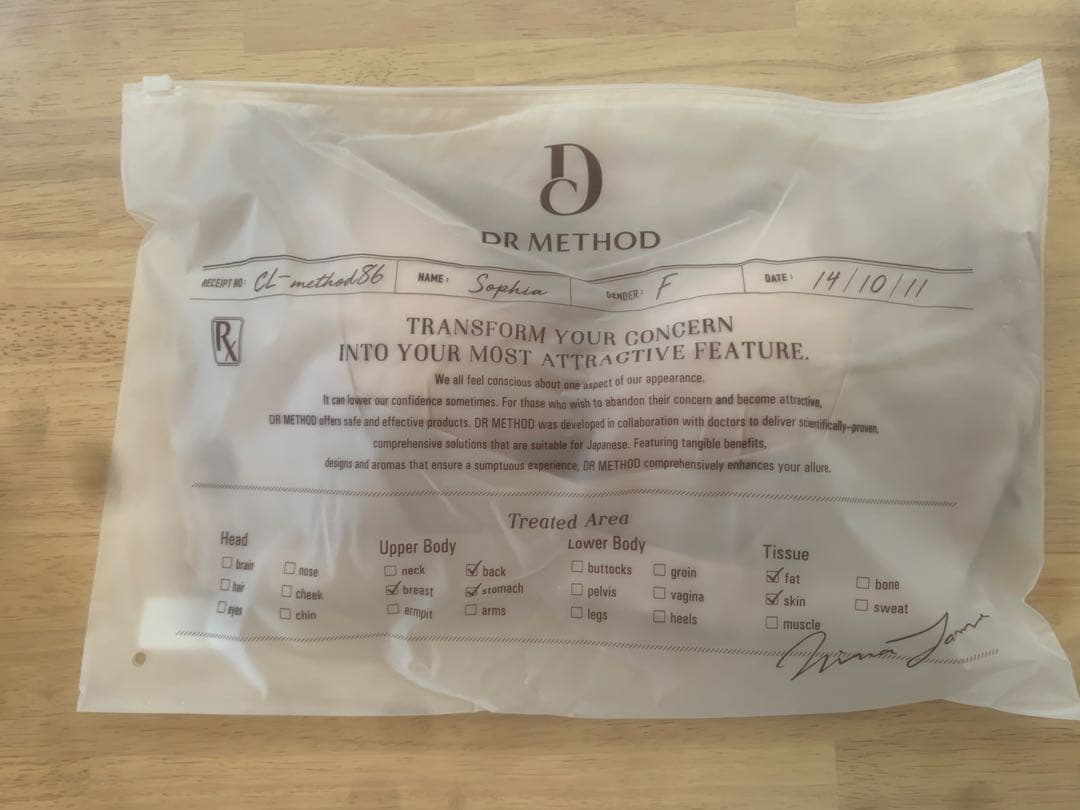 DC
DR METHOD
RECEIPT NO: CL-method86 NAME: Sophia GENDER: F DATE: 14/10/11
Rx
TRANSFORM YOUR CONCERN
INTO YOUR MOST ATTRACTIVE FEATURE.
We all feel conscious about one aspect of our appearance.
It can lower our confidence sometimes. For those who wish to abandon their concern and become attractive,
DR METHOD offers safe and effective products. DR METHOD was developed in collaboration with doctors to deliver scientifically-proven,
comprehensive solutions that are suitable for Japanese. Featuring tangible benefits,
designs and aromas that ensure a sumptuous experience, DR METHOD comprehensively enhances your allure.
Treated Area
Head
brain nose
hair cheek
eyes chin
Upper Body
neck back
breast stomach
armpit arms
Lower Body
buttocks groin
pelvis vagina
legs heels
Tissue
fat bone
skin sweat
muscle